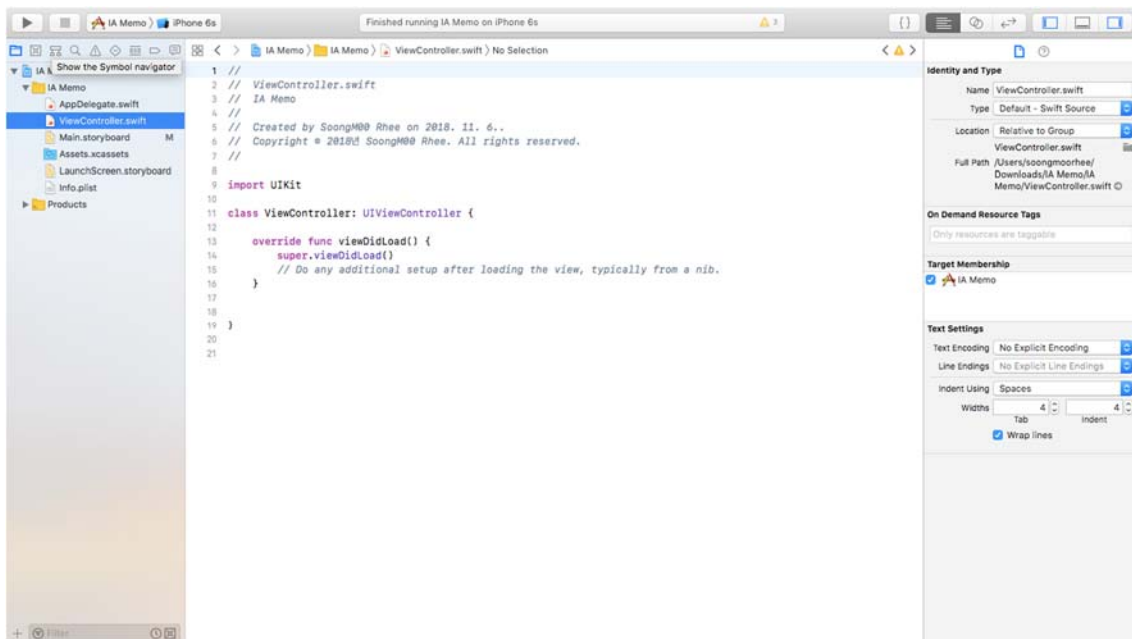 IA Memo iPhone 6s
Finished running IA Memo on iPhone 6s
3
{}
Show the Symbol navigator
IA Memo
AppDelegate.swift
ViewController.swift
Main.storyboard M
Assets.xcassets
LaunchScreen.storyboard
Info.plist
Products
Filter
IA Memo IA Memo ViewController.swift No Selection
1 //
2 // ViewController.swift
3 // IA Memo
4 //
5 // Created by SoongM00 Rhee on 2018. 11. 6..
6 // Copyright © 2018년 SoongM00 Rhee. All rights reserved.
7 //
8
9 import UIKit
10
11 class ViewController: UIViewController {
12
13 override func viewDidLoad() {
14 super.viewDidLoad()
15 // Do any additional setup after loading the view, typically from a nib.
16 }
17
18
19 }
20
21
Identity and Type
Name ViewController.swift
Type Default - Swift Source
Location Relative to Group
ViewController.swift
Full Path /Users/soongmoorhee/
Downloads/IA Memo/IA
Memo/ViewController.swift
On Demand Resource Tags
Only resources are taggable
Target Membership
IA Memo
Text Settings
Text Encoding No Explicit Encoding
Line Endings No Explicit Line Endings
Indent Using Spaces
Widths 4 4
Tab Indent
Wrap lines